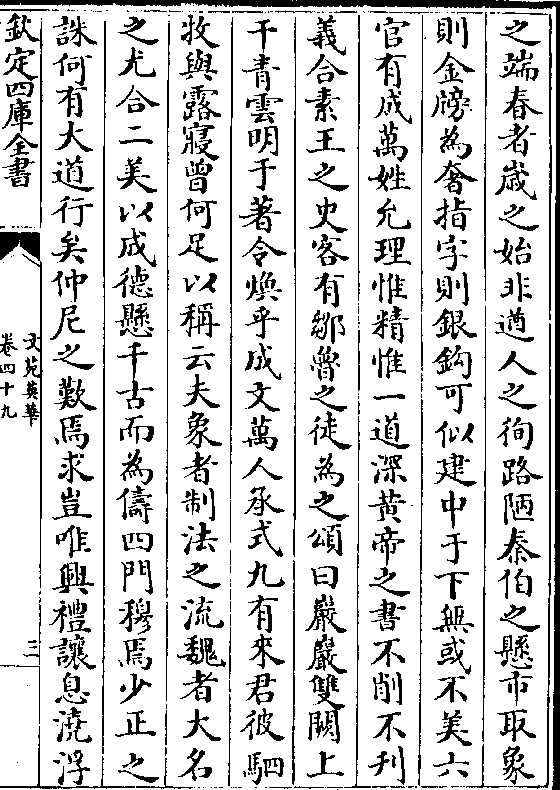 之端春者歲之始非遒人之徇路陋秦伯之懸市取象
則金牓為奢指字則銀鈎可似建中于下無或不美六
官有成萬姓允理惟精惟一道深黄帝之書不削不刋
義合素王之史客有鄒魯之徒為之頌曰巖巖雙闕上
干青雲明于著令煥乎成文萬人承式九有來君彼駉
牧與露寢曾何足以稱云夫象者制法之流魏者大名
之尤合二美以成德懸千古而為儔四門穆焉少正之
誅何有大道行矣仲尼之歎焉求豈唯興禮讓息澆浮
欽定四庫全書
文苑英華
卷四十九
三